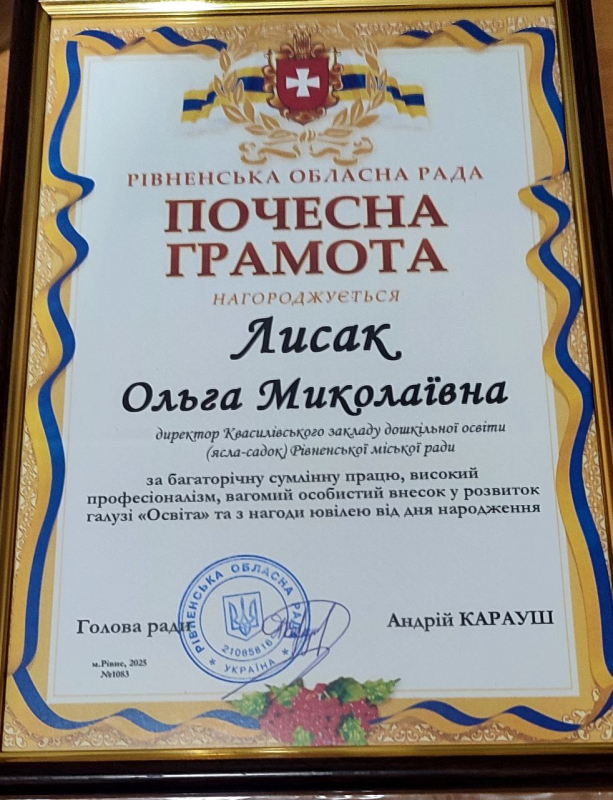 РІВНЕНСЬКА ОБЛАСНА РАДА
ПОЧЕСНА
ГРАМОТА
НАГОРОДЖУЄТЬСЯ
Лисак
Ольга Миколаївна
директор Квасилівського закладу дошкільної освіти
(ясла-садок) Рівненської міської ради
за багаторічну сумлінну працю, високий
професіоналізм, вагомий особистий внесок у розвиток
галузі «Освіта» та з нагоди ювілею від дня народження
Голова ради
Андрій КАРАУШ
РІВНЕНСЬКА ОБЛАСНА РАДА
21085816
* УКРАЇНА *
м.Рівне, 2025
№1083